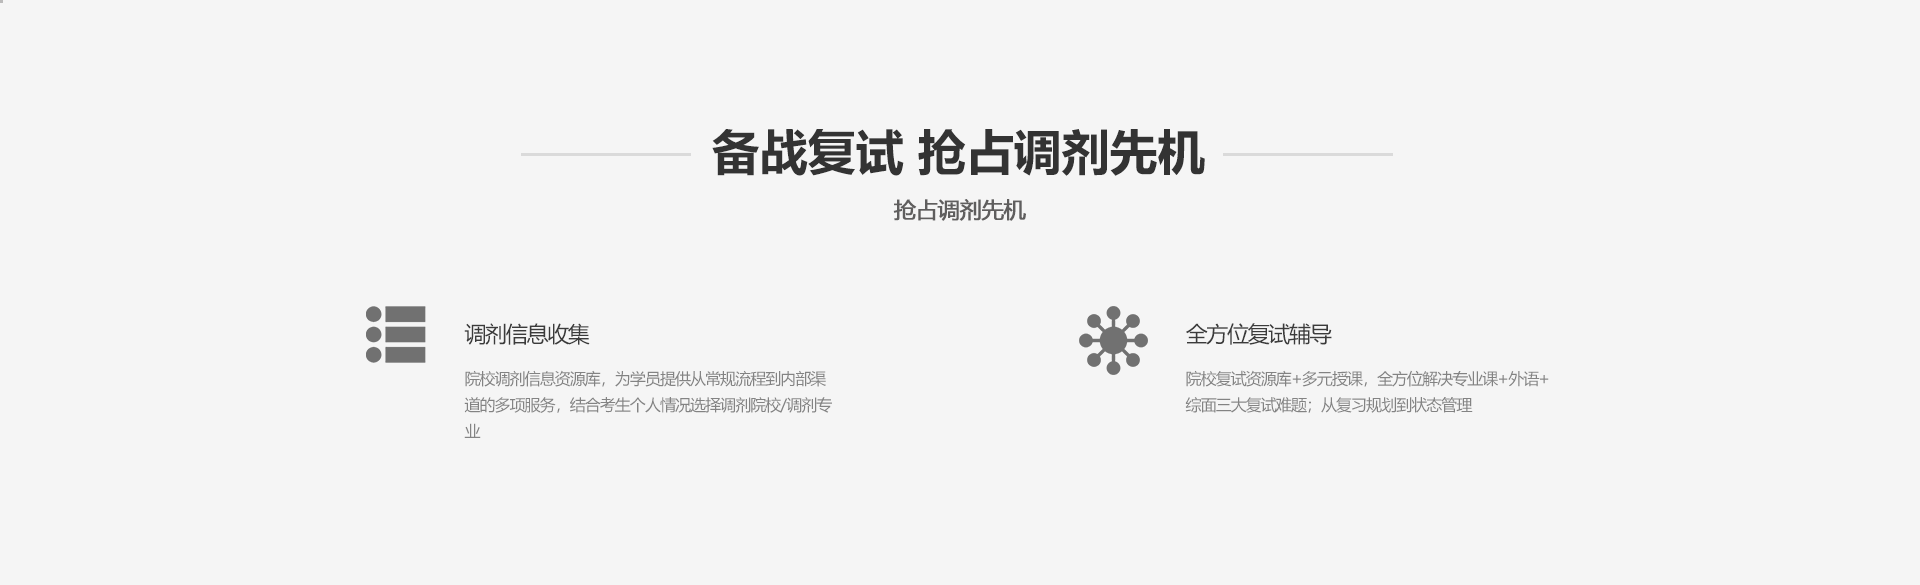 备战复试 抢占调剂先机
抢占调剂先机
调剂信息收集
院校调剂信息资源库，为学员提供从常规流程到内部渠
道的多项服务，结合考生个人情况选择调剂院校/调剂专
业
全方位复试辅导
院校复试资源库+多元授课，全方位解决专业课+外语+
综面三大复试难题；从复习规划到状态管理